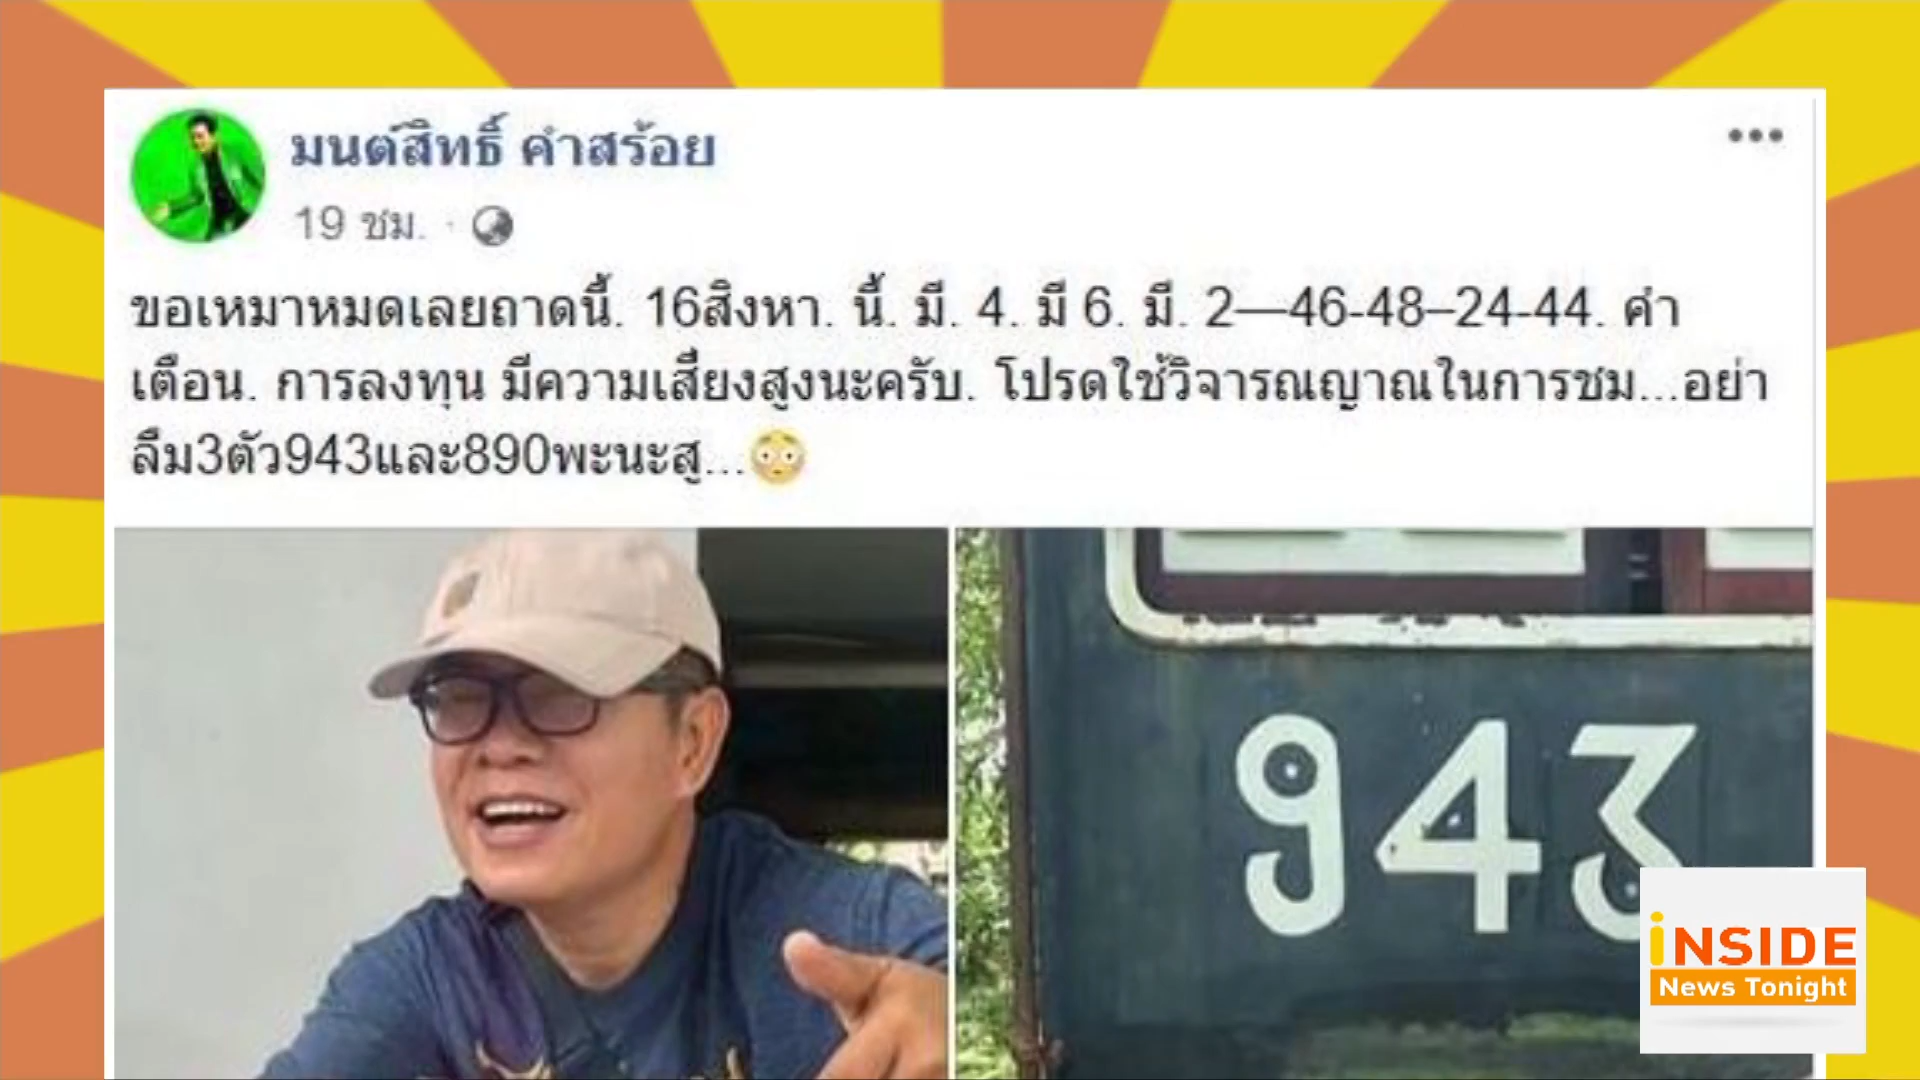 มนต์สิทธิ์ คำสร้อย
19 ชม. ·
ขอเหมาหมดเลยถาดนี้. 16สิงหา. นี้. มี. 4. มี 6. มี. 2—46-48–24-44. คำ
เตือน. การลงทุน มีความเสี่ยงสูงนะครับ. โปรดใช้วิจารณญาณในการชม...อย่า
ลืม3ตัว943และ890พะนะสู...😳
943
iNSIDE
News Tonight